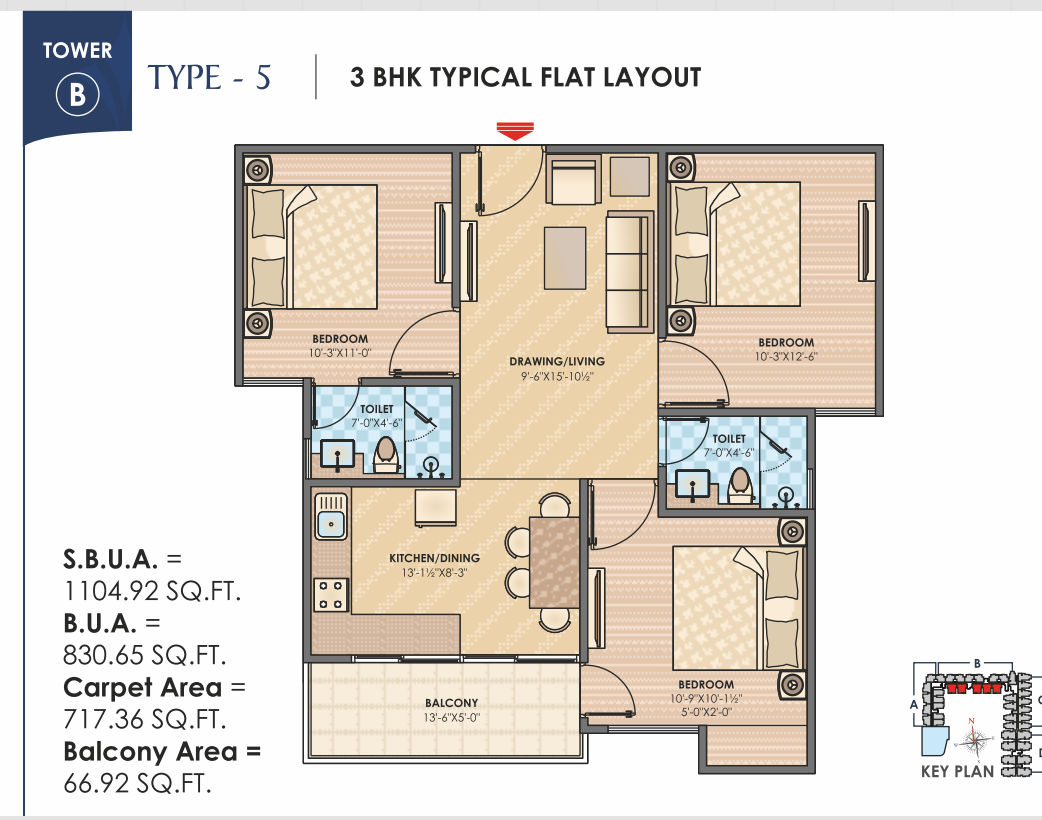 TOWER
B
TYPE - 5
3 BHK TYPICAL FLAT LAYOUT
BEDROOM
10'-3"X11'-0"
DRAWING/LIVING
9'-6"X15'-10½"
BEDROOM
10'-3"X12'-6"
TOILET
7'-0"X4'-6"
TOILET
7'-0"X4'-6"
KITCHEN/DINING
13'-1½"X8'-3"
BEDROOM
10'-9"X10'-1½"
5'-0"X2'-0"
BALCONY
13'-6"X5'-0"
S.B.U.A. =
1104.92 SQ.FT.
B.U.A. =
830.65 SQ.FT.
Carpet Area =
717.36 SQ.FT.
Balcony Area =
66.92 SQ.FT.
B
A
N
KEY PLAN